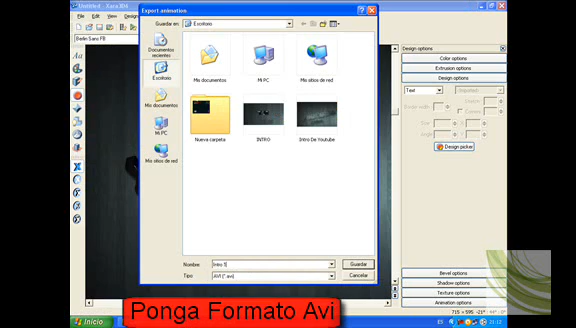 Untitled - Xara3D6
File Edit View Design
Berlin Sans FB
Export animation
Guardar en:
Escritorio
Documentos recientes
Escritorio
Mis documentos
Mi PC
Mis sitios de red
Mis documentos
Mi PC
Mis sitios de red
Nueva carpeta
INTRO
Intro De Youtube
Nombre
Intro 5
Guardar
Tipo
AVI (*.avi)
Cancelar
Design options
Color options
Extrusion options
Design options
Text
Design picker
Bevel options
Shadow options
Texture options
Animation options
Ponga Formato Avi
Inicio
ES